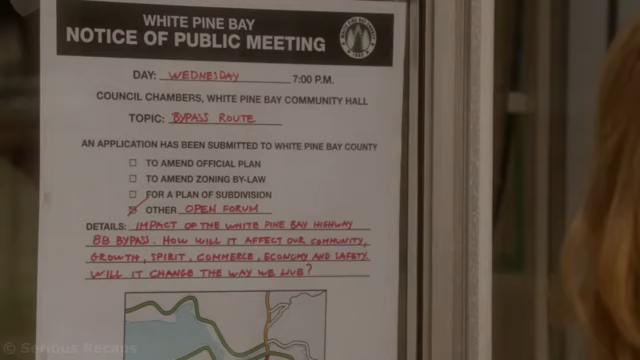 WHITE PINE BAY
NOTICE OF PUBLIC MEETING
DAY: WEDNESDAY 7:00 P.M.
COUNCIL CHAMBERS, WHITE PINE BAY COMMUNITY HALL
TOPIC: BYPASS ROUTE
AN APPLICATION HAS BEEN SUBMITTED TO WHITE PINE BAY COUNTY
☐ TO AMEND OFFICIAL PLAN
☐ TO AMEND ZONING BY-LAW
☐ FOR A PLAN OF SUBDIVISION
☑ OTHER OPEN FORUM
DETAILS: IMPACT OF THE WHITE PINE BAY HIGHWAY
88 BYPASS. HOW WILL IT AFFECT OUR COMMUNITY,
GROWTH, SPIRIT, COMMERCE, ECONOMY AND SAFETY.
WILL IT CHANGE THE WAY WE LIVE?
© Serious Recaps